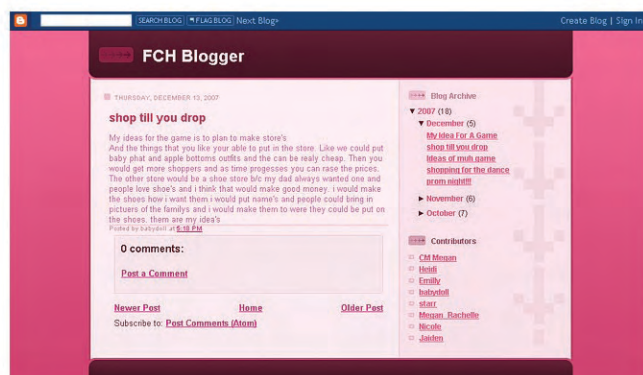 SEARCH BLOG FLAG BLOG Next Blog» Create Blog | Sign In
FCH Blogger
THURSDAY, DECEMBER 13, 2007
shop till you drop
My ideas for the game is to plan to make store's
And the things that you like your able to put in the store. Like we could put
baby phat and apple bottoms outfits and the can be realy cheap. Then you
would get more shoppers and as time progesses you can rase the prices.
The other store would be a shoe store b/c my dad always wanted one and
people love shoe's and i think that would make good money. i would make
the shoes how i want them i would put name's and people could bring in
pictuers of the familys and i would make them to were they could be put on
the shoes. them are my idea's
Posted by babydoll at 5:18 PM
0 comments:
Post a Comment
Newer Post Home Older Post
Subscribe to: Post Comments (Atom)
Blog Archive
▼ 2007 (18)
▼ December (5)
My Idea For A Game
shop till you drop
Ideas of muh game
shopping for the dance
prom night!!!
► November (6)
► October (7)
Contributors
CM Megan
Heidi
Emilly
babydoll
starr
Megan_Rachelle
Nicole
Jaiden